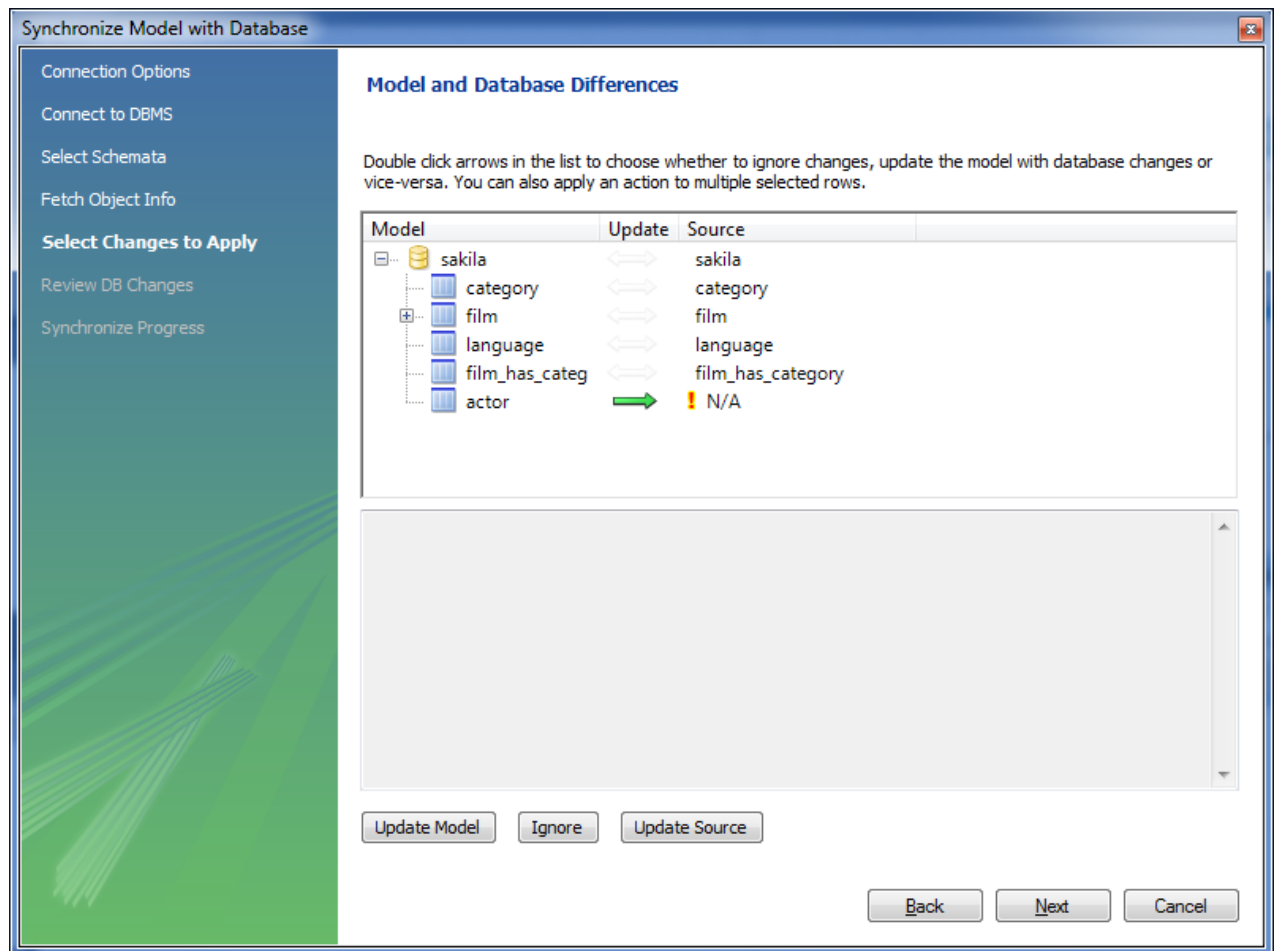 Synchronize Model with Database
Connection Options
Connect to DBMS
Select Schemata
Fetch Object Info
Select Changes to Apply
Review DB Changes
Synchronize Progress
Model and Database Differences
Double click arrows in the list to choose whether to ignore changes, update the model with database changes or
vice-versa. You can also apply an action to multiple selected rows.
Model Update Source
sakila sakila
category category
film film
language language
film_has_categ film_has_category
actor ! N/A
Update Model Ignore Update Source
Back Next Cancel